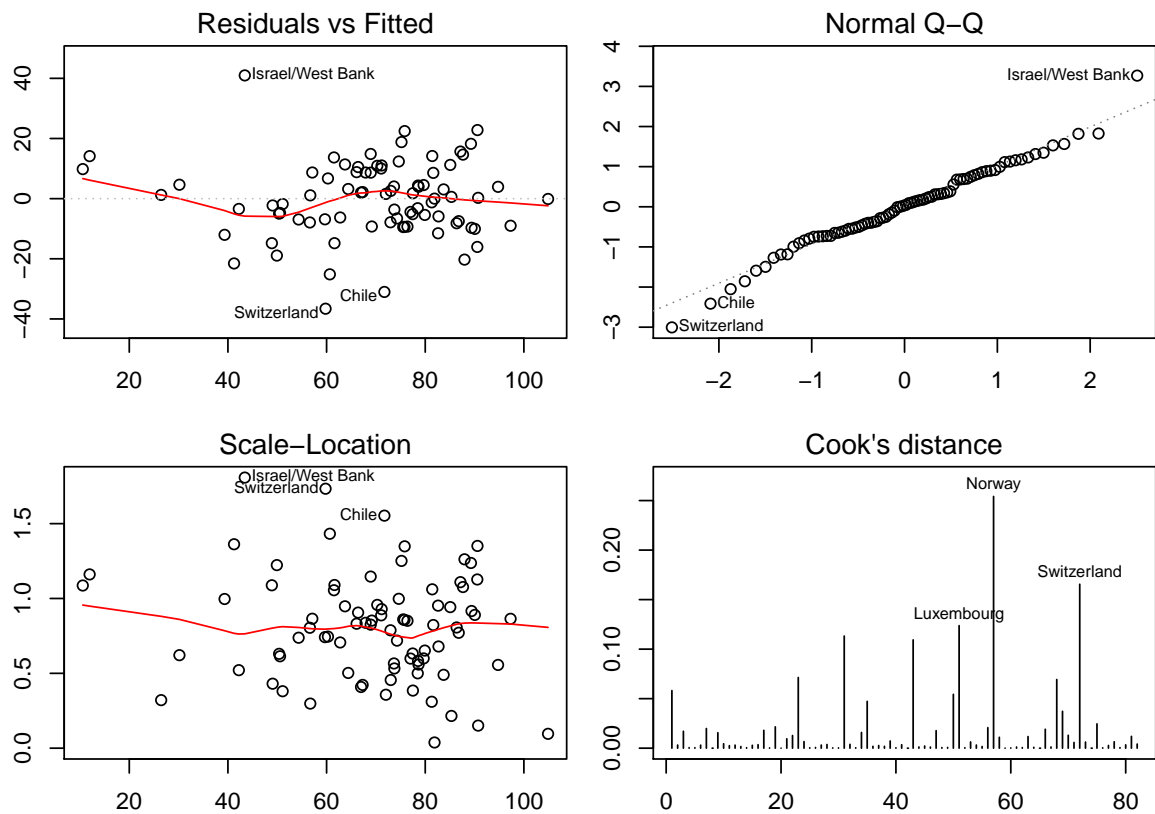 Residuals vs Fitted
40
20
0
−20
−40
Israel/West Bank
Chile
Switzerland
20 40 60 80 100
Normal Q−Q
4
3
2
1
0
−1
−3
Israel/West Bank
Chile
Switzerland
−2 −1 0 1 2
Scale−Location
1.5
1.0
0.5
0.0
Israel/West Bank
Switzerland
Chile
20 40 60 80 100
Cook's distance
0.20
0.10
0.00
Norway
Switzerland
Luxembourg
0 20 40 60 80